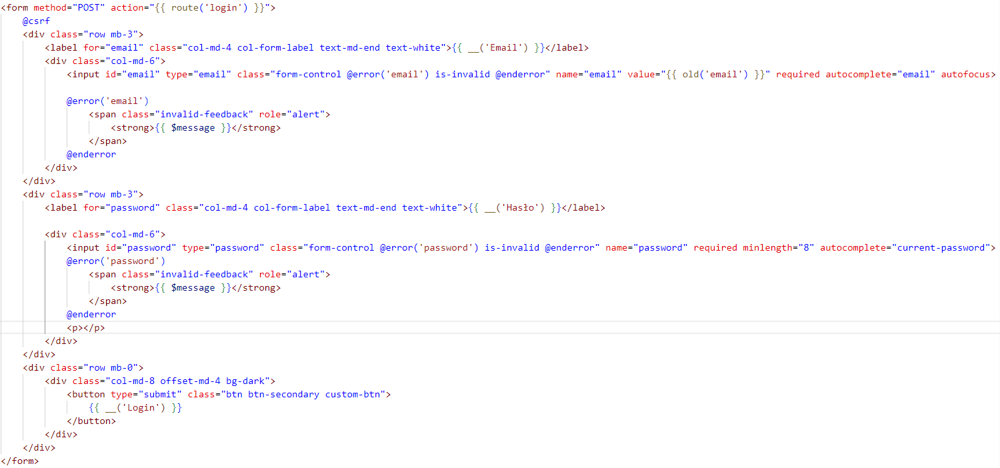 <form method="POST" action="{{ route('login') }}">
    @csrf
    <div class="row mb-3">
        <label for="email" class="col-md-4 col-form-label text-md-end text-white">{{ __('Email') }}</label>
        <div class="col-md-6">
            <input id="email" type="email" class="form-control @error('email') is-invalid @enderror" name="email" value="{{ old('email') }}" required autocomplete="email" autofocus>

            @error('email')
                <span class="invalid-feedback" role="alert">
                    <strong>{{ $message }}</strong>
                </span>
            @enderror
        </div>
    </div>
    <div class="row mb-3">
        <label for="password" class="col-md-4 col-form-label text-md-end text-white">{{ __('Hasło') }}</label>

        <div class="col-md-6">
            <input id="password" type="password" class="form-control @error('password') is-invalid @enderror" name="password" required minlength="8" autocomplete="current-password">
            @error('password')
                <span class="invalid-feedback" role="alert">
                    <strong>{{ $message }}</strong>
                </span>
            @enderror
            <p></p>
        </div>
    </div>
    <div class="row mb-0">
        <div class="col-md-8 offset-md-4 bg-dark">
            <button type="submit" class="btn btn-secondary custom-btn">
                {{ __('Login') }}
            </button>
        </div>
    </div>
</form>